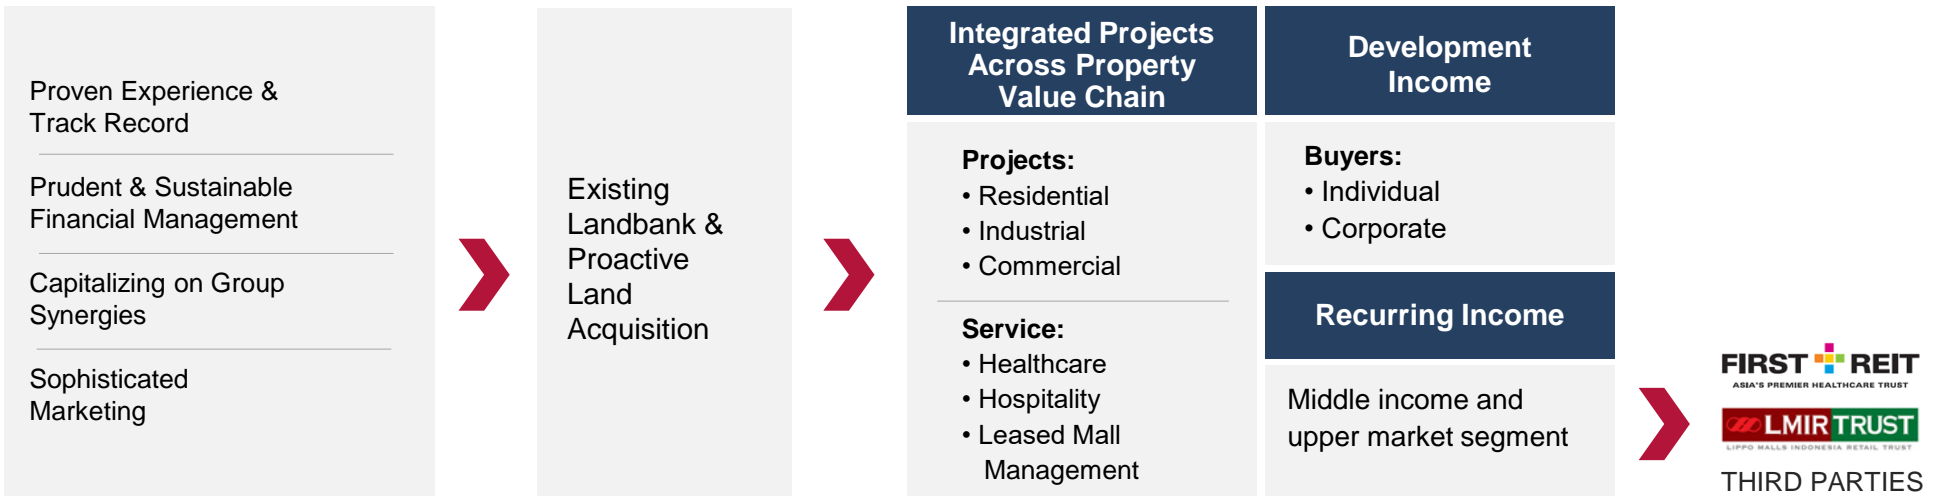 Proven Experience &
Track Record
Prudent & Sustainable
Financial Management
Capitalizing on Group
Synergies
Sophisticated
Marketing
Existing
Landbank &
Proactive
Land
Acquisition
Integrated Projects
Across Property
Value Chain
Projects:
• Residential
• Industrial
• Commercial
Service:
• Healthcare
• Hospitality
• Leased Mall
Management
Development
Income
Buyers:
• Individual
• Corporate
Recurring Income
Middle income and
upper market segment
FIRST REIT
ASIA'S PREMIER HEALTHCARE TRUST
LMIR TRUST
LIPPO MALLS INDONESIA RETAIL TRUST
THIRD PARTIES